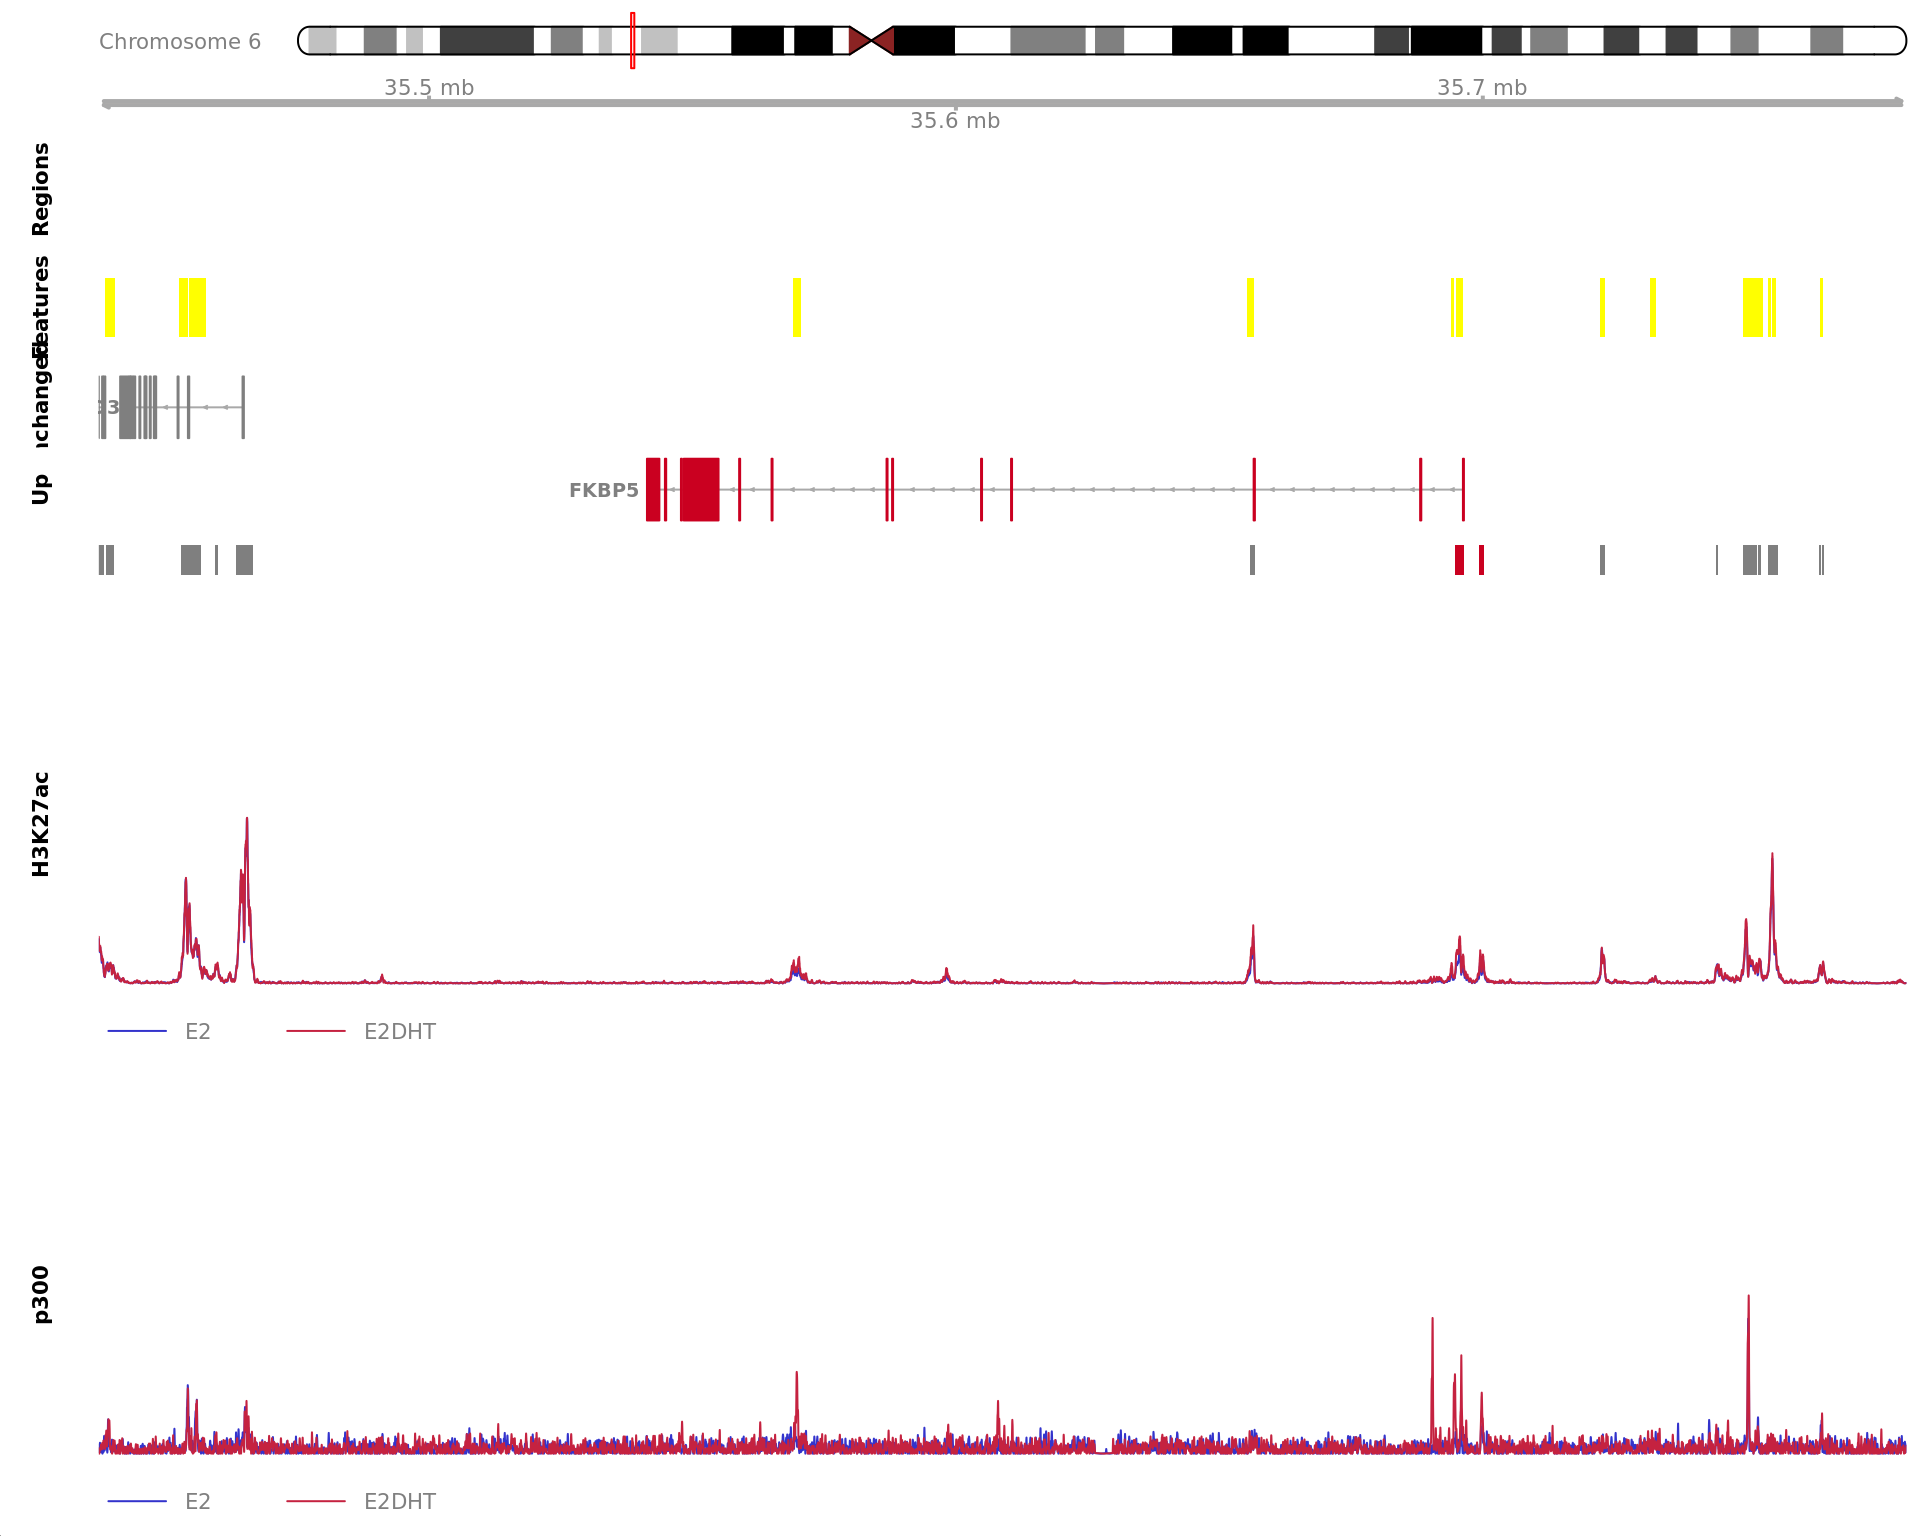 Chromosome 6
35.5 mb
35.7 mb
35.6 mb
Regions
Features
changed
Up
FKBP5
H3K27ac
E2
E2DHT
p300
E2
E2DHT